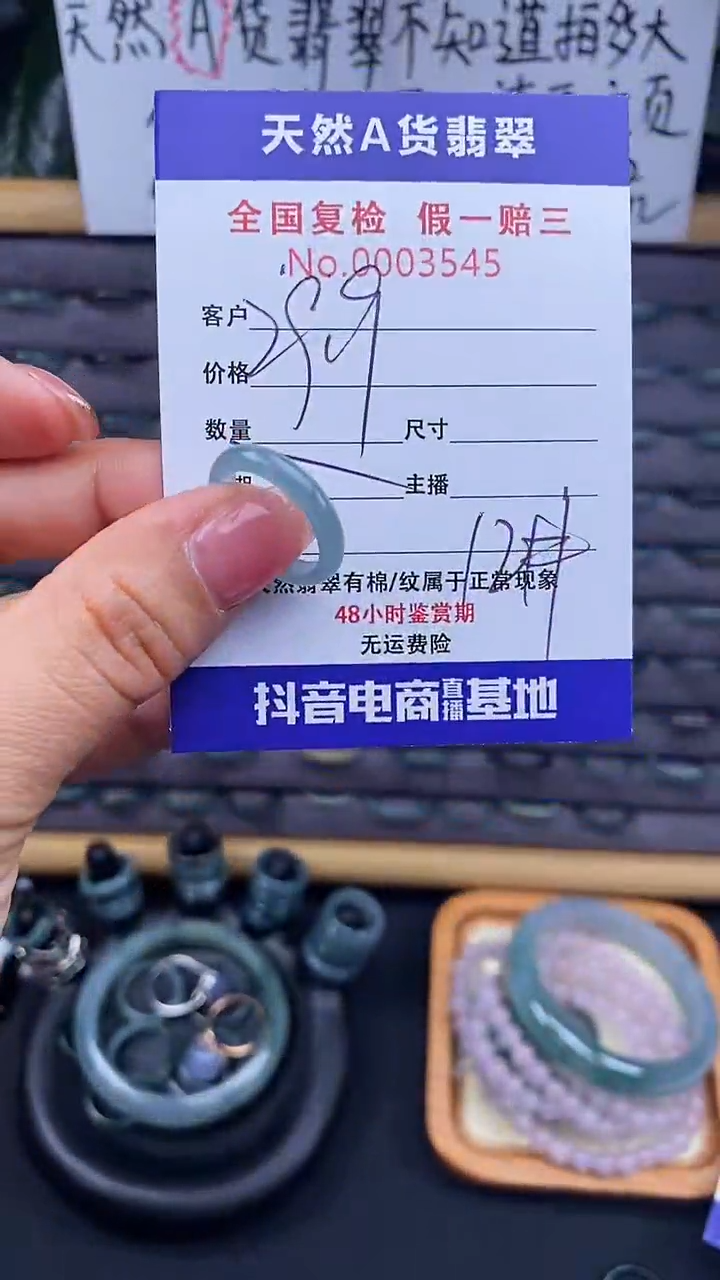 天然A货翡翠不知道指多大
页
天然A货翡翠
全国复检 假一赔三
No.0003545
客户
价格
数量 尺寸
主播
12#
然翡翠有棉/纹属于正常现象
48小时鉴赏期
无运费险
抖音电商直播基地